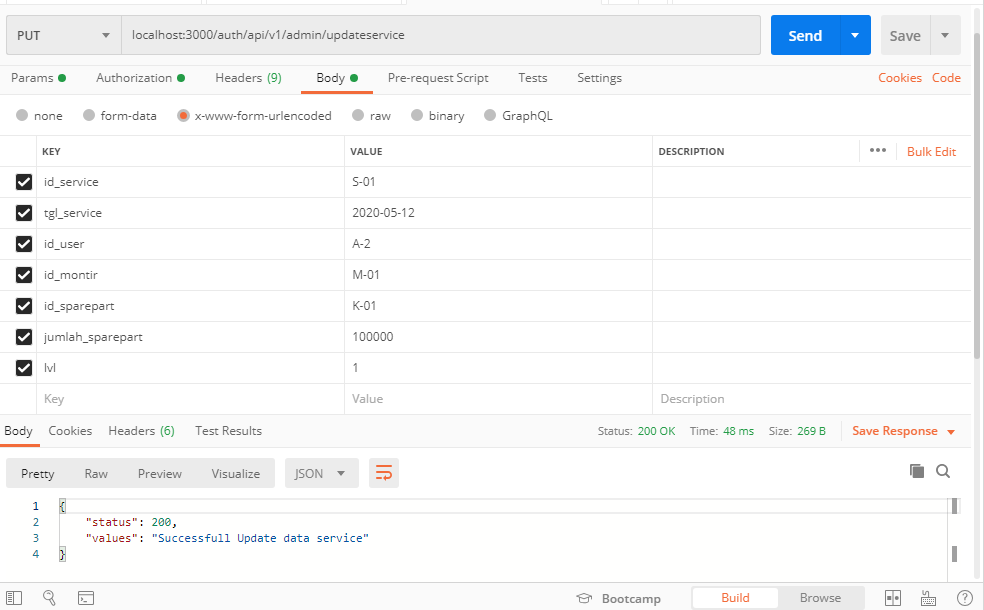 PUT localhost:3000/auth/api/v1/admin/updateservice Send Save
Params Authorization Headers (9) Body Pre-request Script Tests Settings Cookies Code
none form-data x-www-form-urlencoded raw binary GraphQL
KEY VALUE DESCRIPTION ••• Bulk Edit
id_service S-01
tgl_service 2020-05-12
id_user A-2
id_montir M-01
id_sparepart K-01
jumlah_sparepart 100000
lvl 1
Key Value Description
Body Cookies Headers (6) Test Results Status: 200 OK Time: 48 ms Size: 269 B Save Response
Pretty Raw Preview Visualize JSON
1 {
2 "status": 200,
3 "values": "Successfull Update data service"
4 }
Bootcamp Build Browse